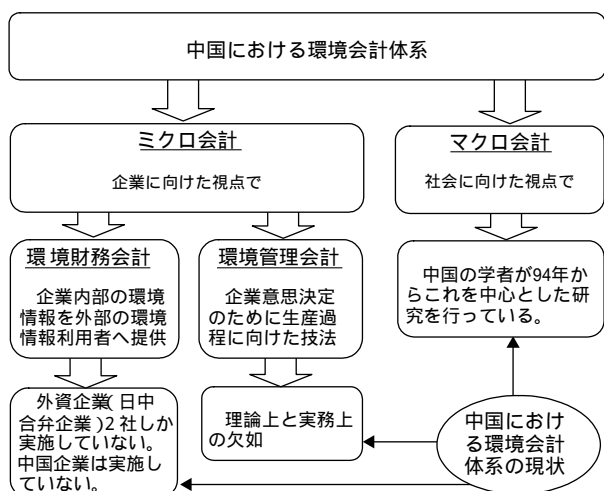 中国における環境会計体系
ミクロ会計
企業に向けた視点で
マクロ会計
社会に向けた視点で
環境財務会計
企業内部の環境
情報を外部の環境
情報利用者へ提供
環境管理会計
企業意思決定
のために生産過
程に向けた技法
中国の学者が94年か
らこれを中心とした研
究を行っている。
外資企業(日中
合弁企業)2社しか
実施していない。
中国企業は実施し
ていない。
理論上と実務上
の欠如
中国におけ
る環境会計
体系の現状